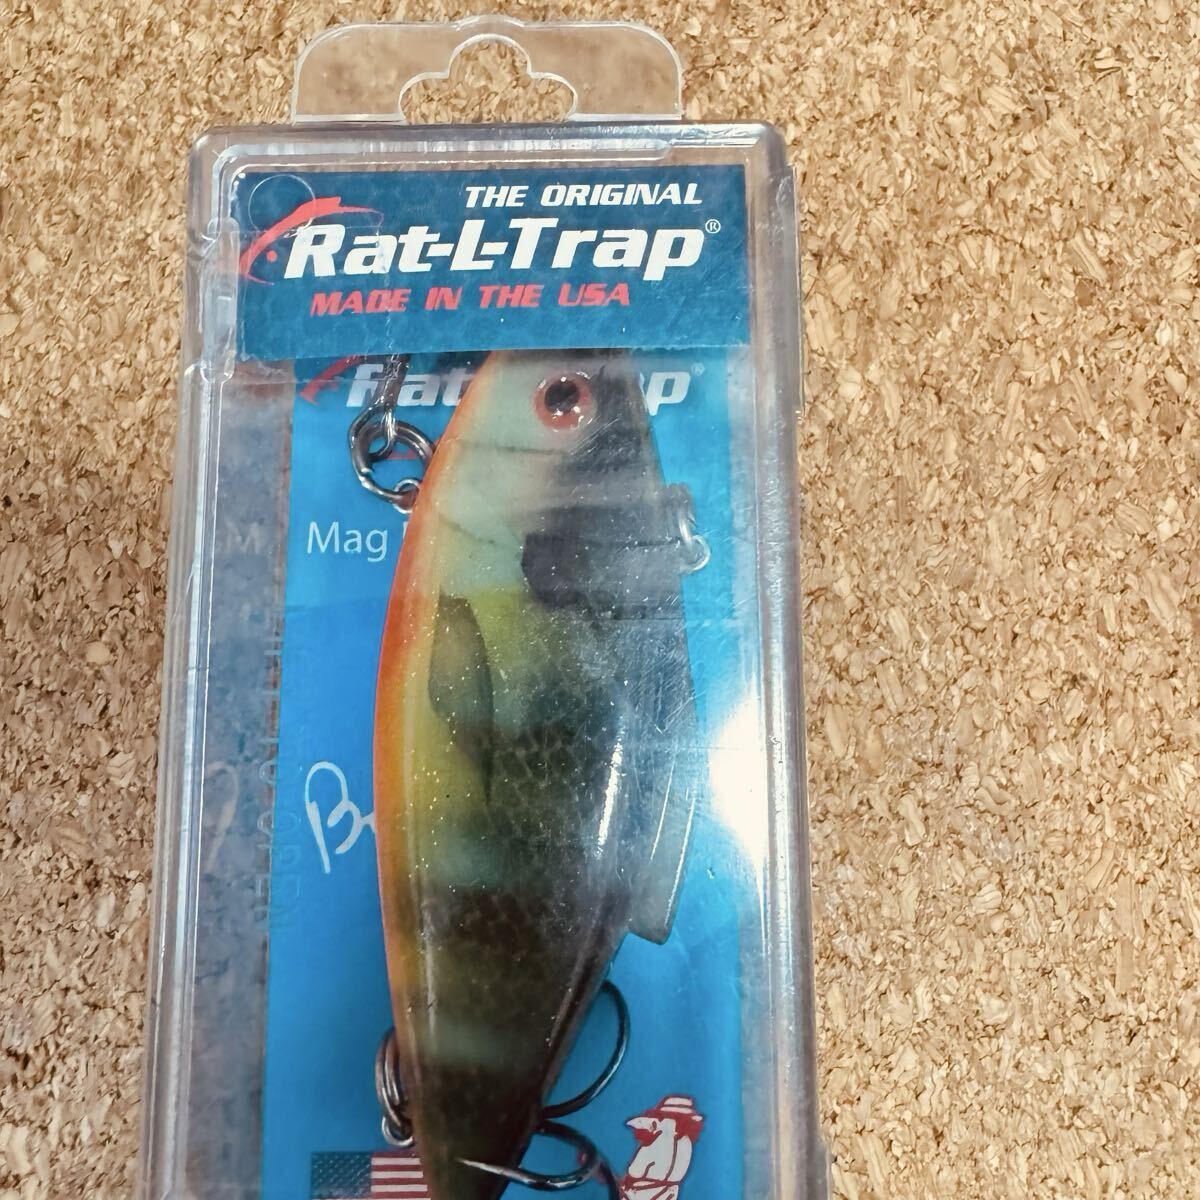 THE ORIGINAL
Rat-L-Trap®
MADE IN THE USA
Mag